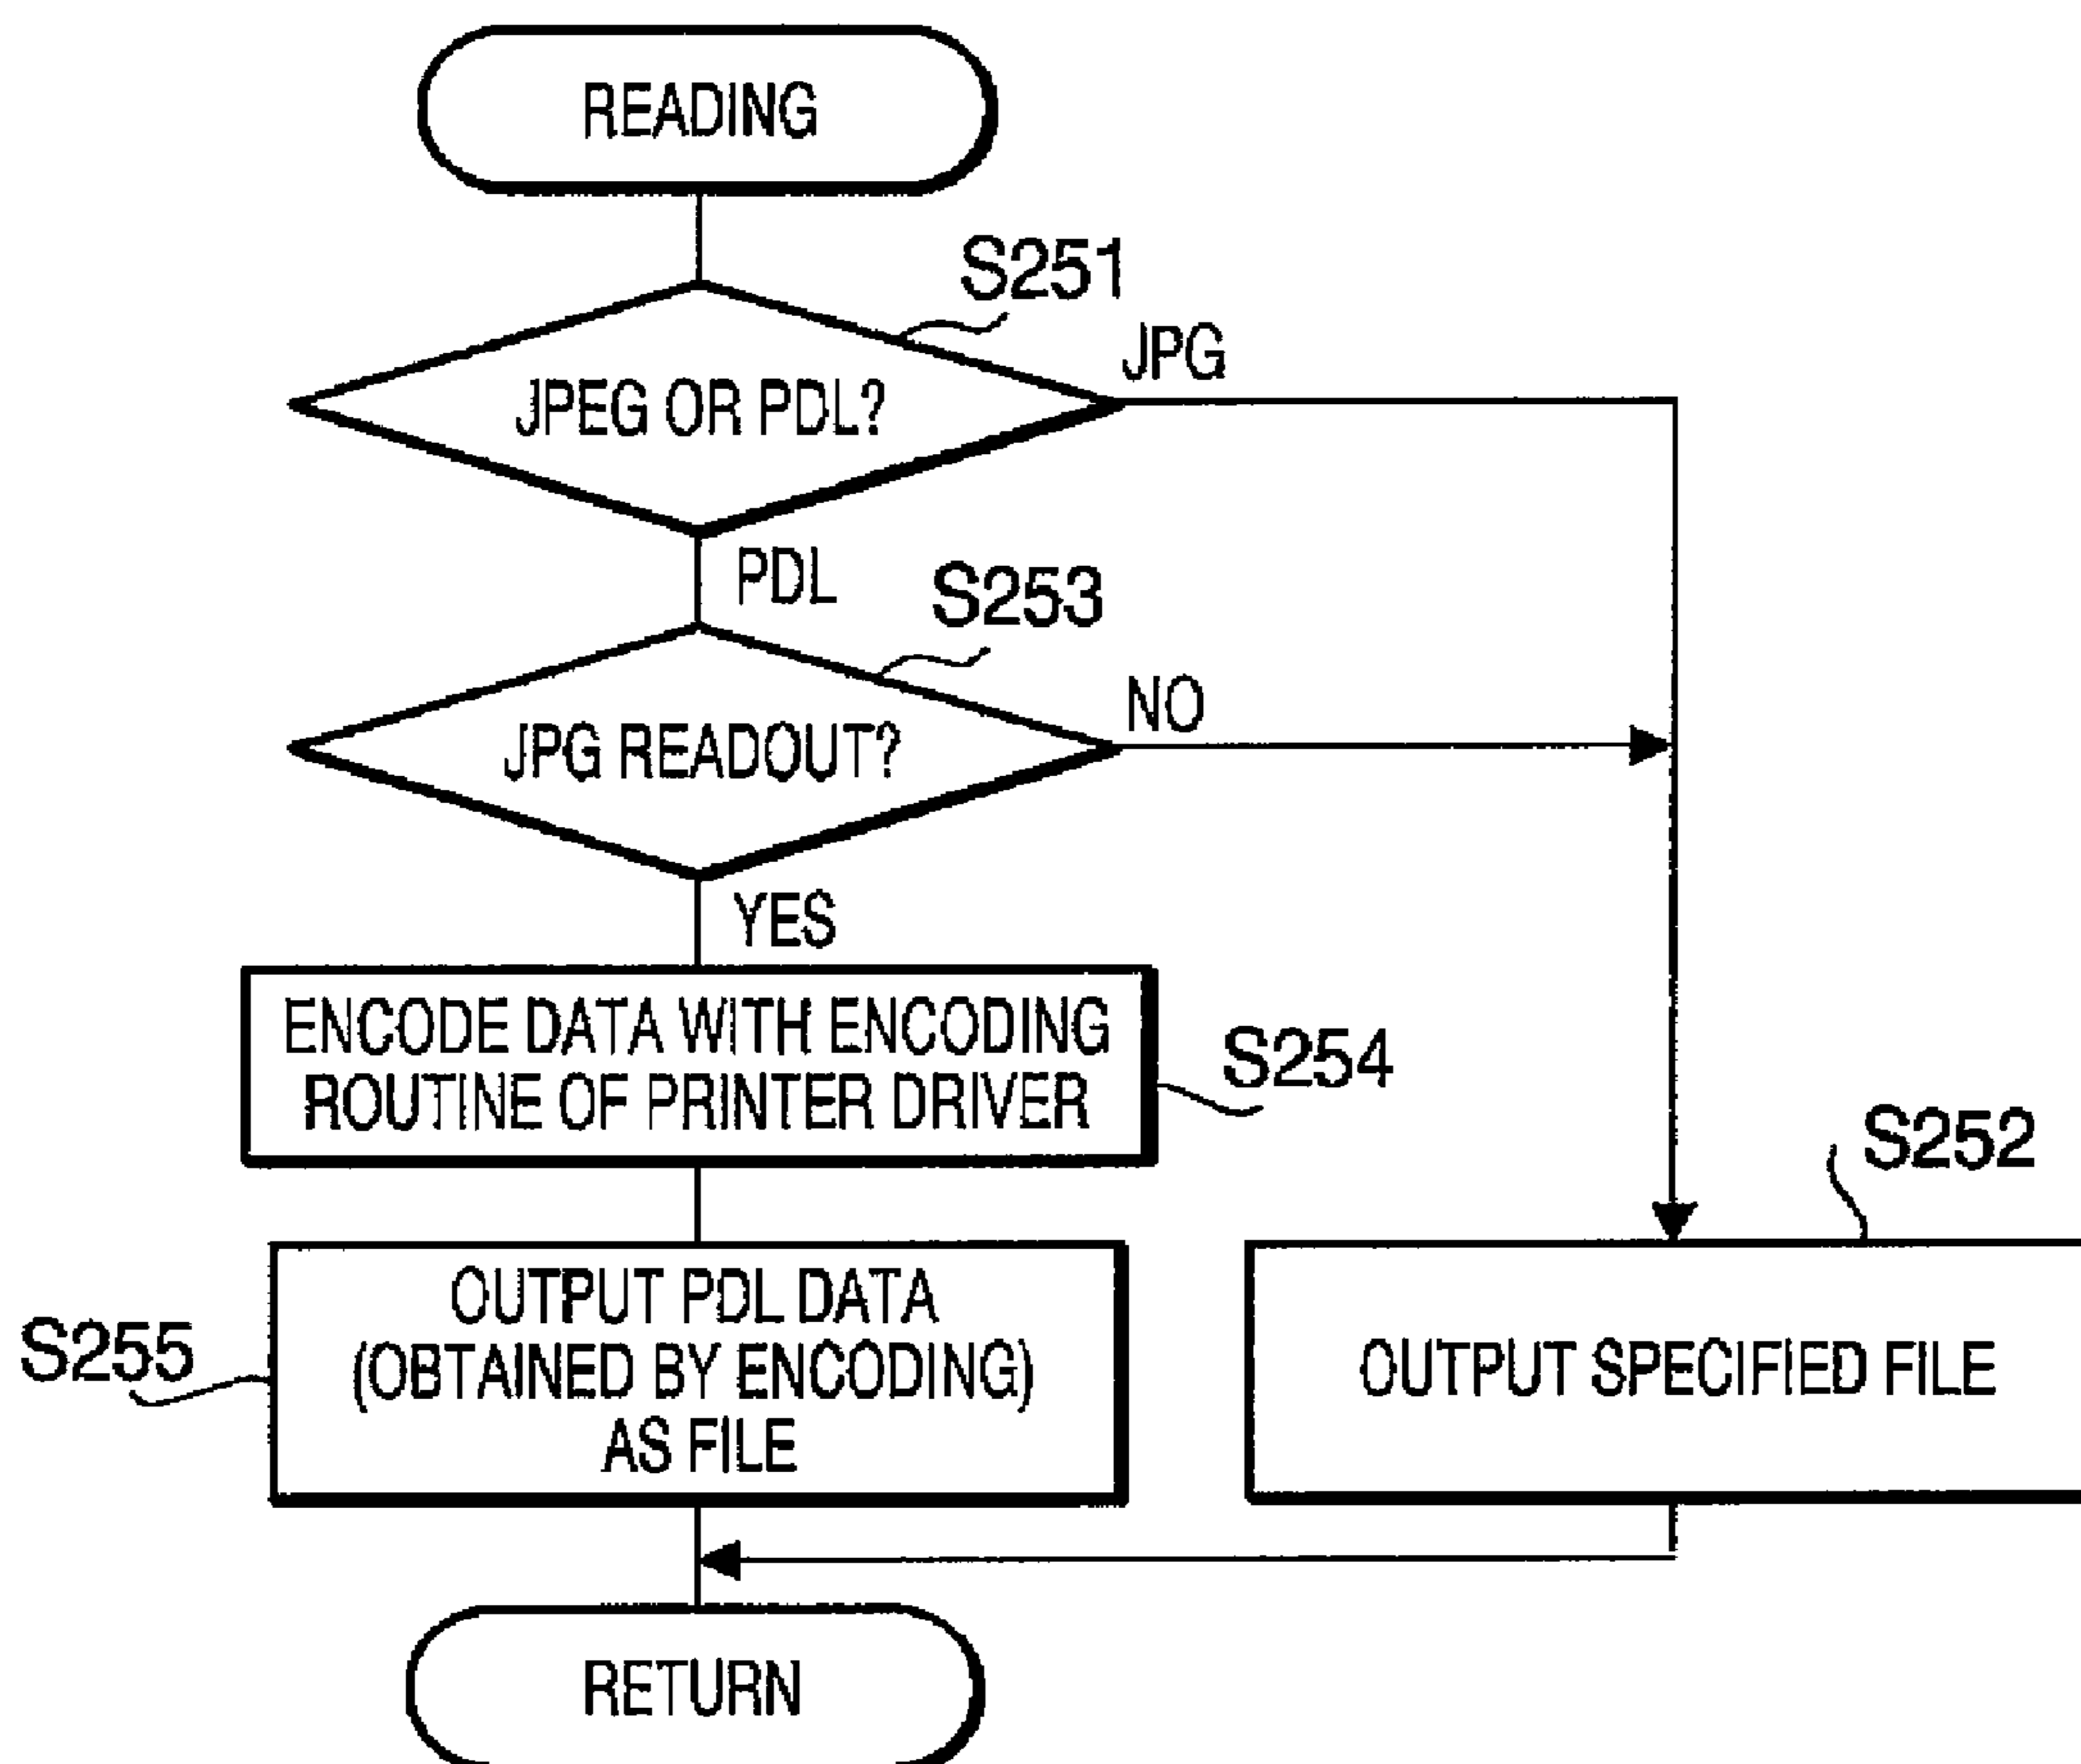 READING
S251
JPG
JPEG OR PDL?
PDL
S253
NO
JPG READOUT?
YES
ENCODE DATA WITH ENCODING
ROUTINE OF PRINTER DRIVER
S254
S252
OUTPUT PDL DATA
(OBTAINED BY ENCODING)
AS FILE
S255
OUTPUT SPECIFIED FILE
RETURN